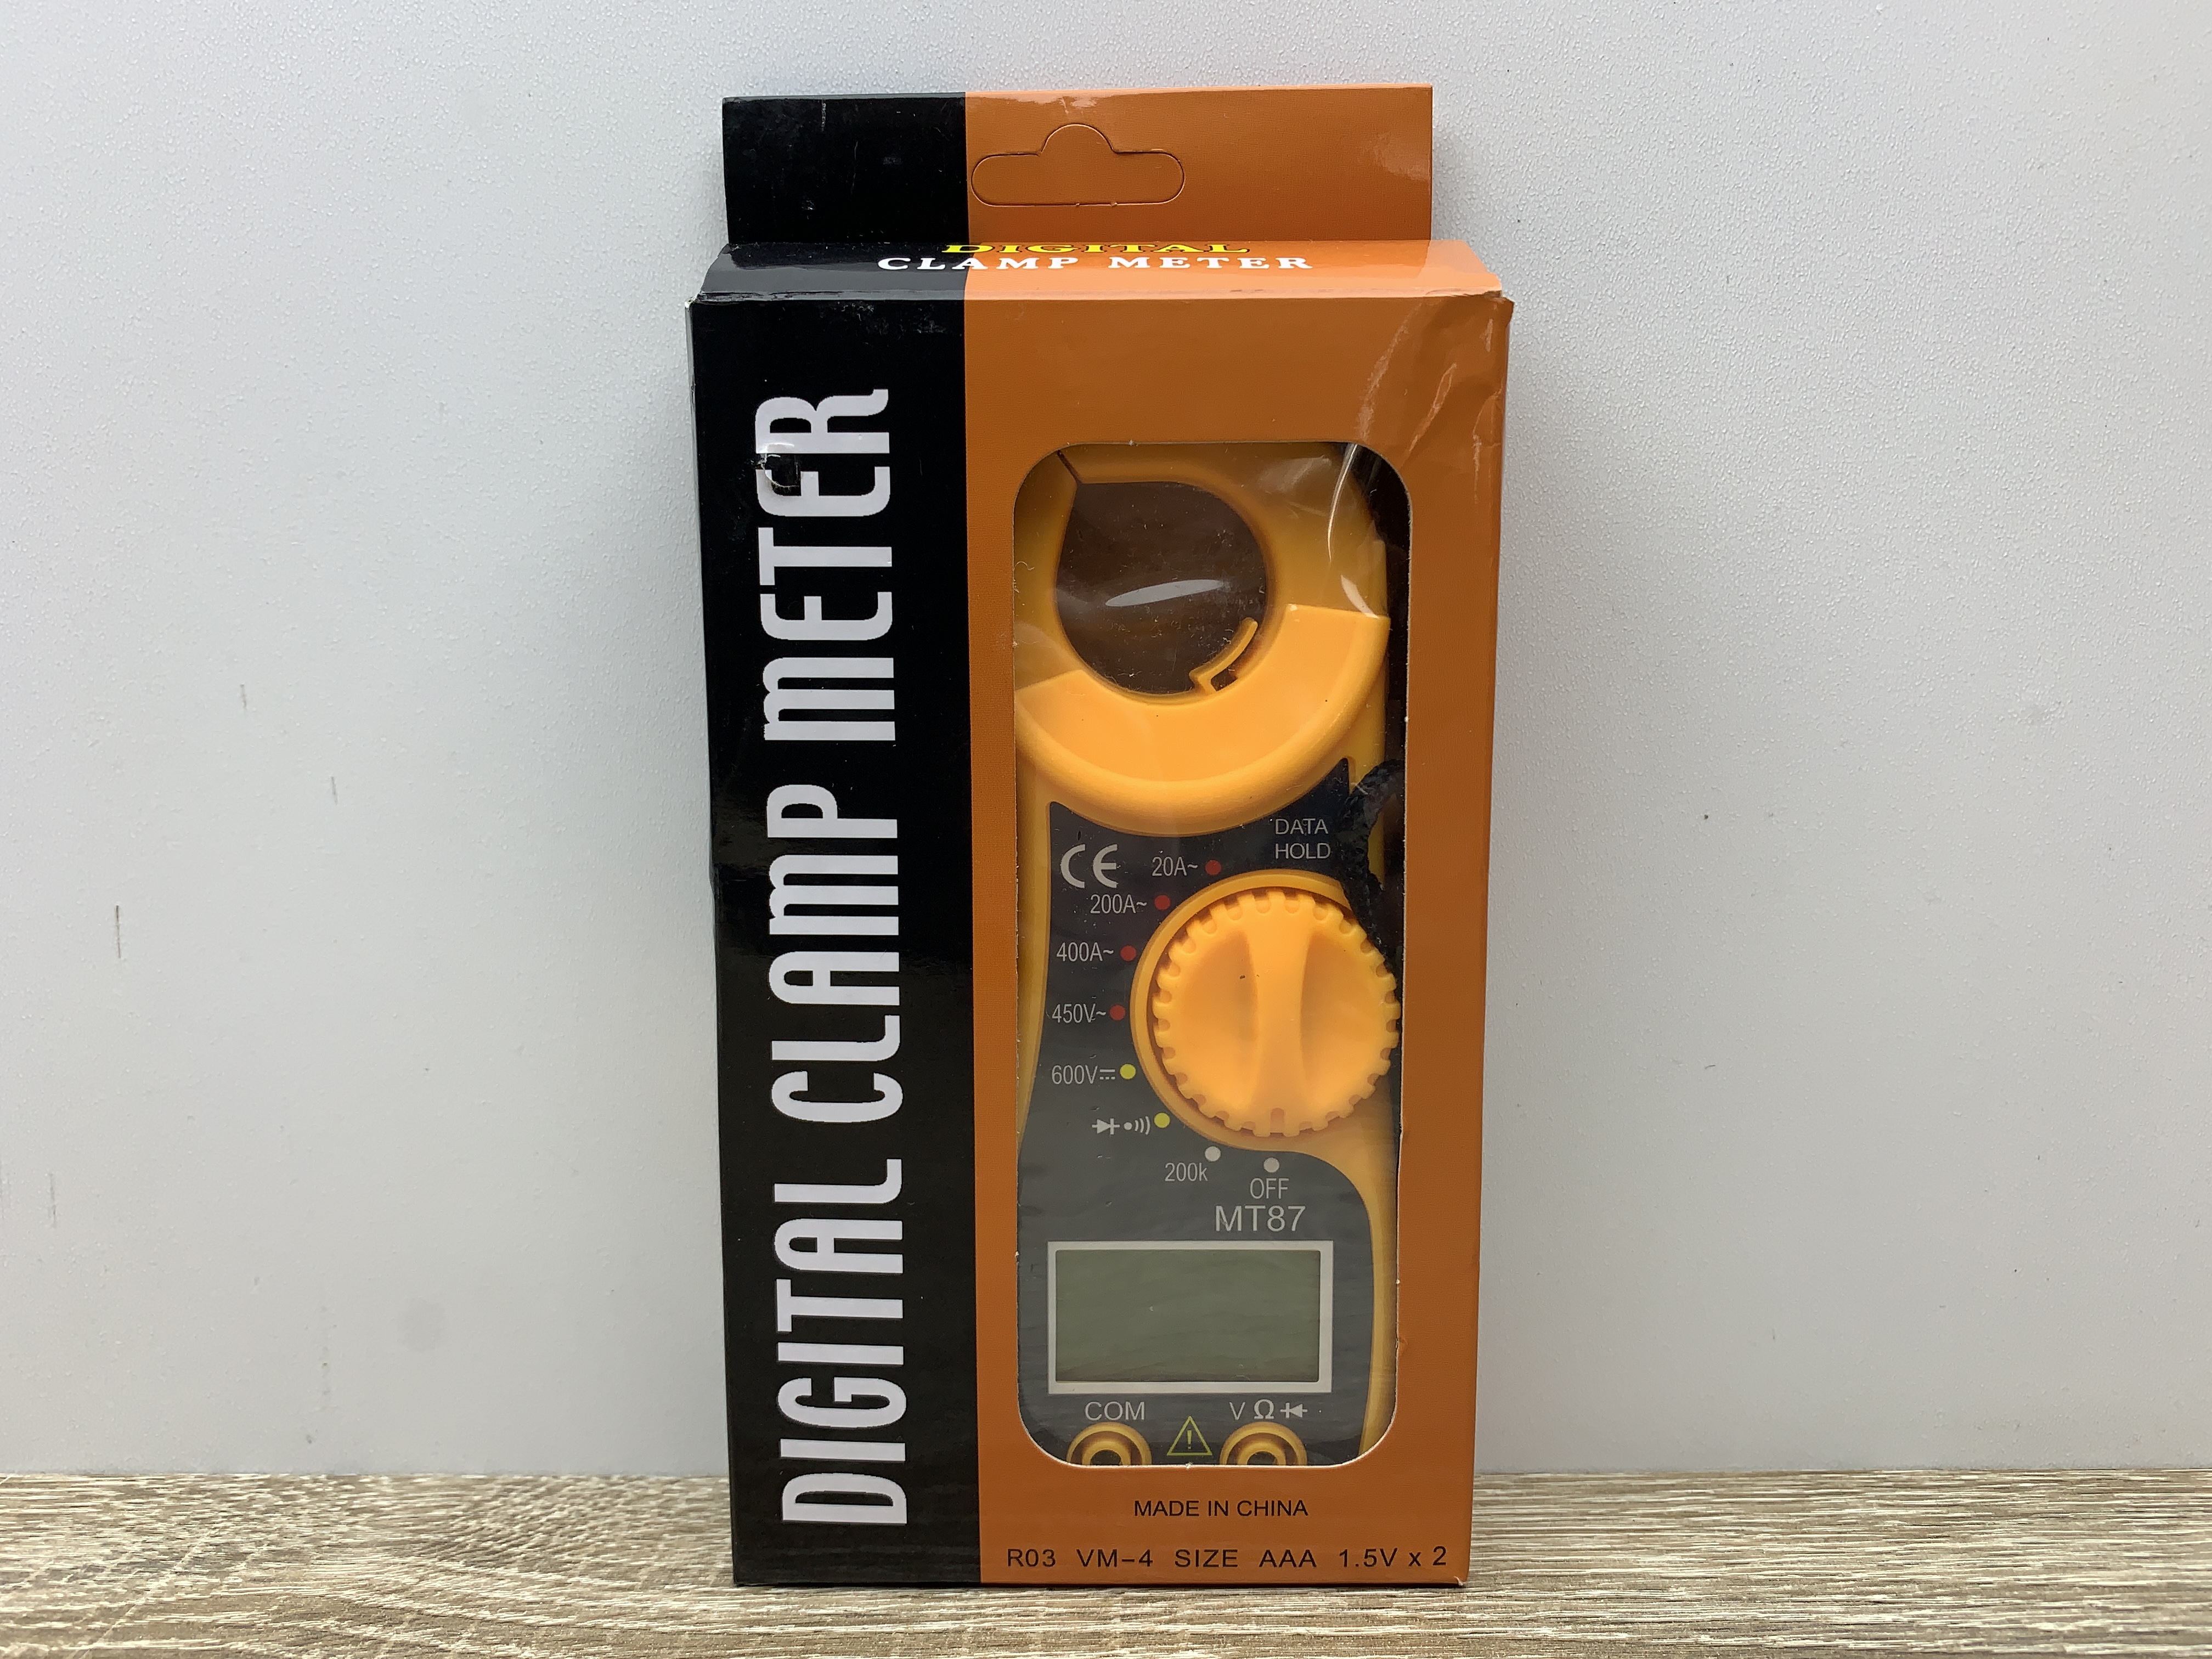 DIGITAL
CLAMP METER
DIGITAL CLAMP METER
DATA
HOLD
CE
20A~
200A~
400A~
450V~
600V⎓
200k
OFF
MT87
COM
V Ω
MADE IN CHINA
R03 VM-4 SIZE AAA 1.5V x 2